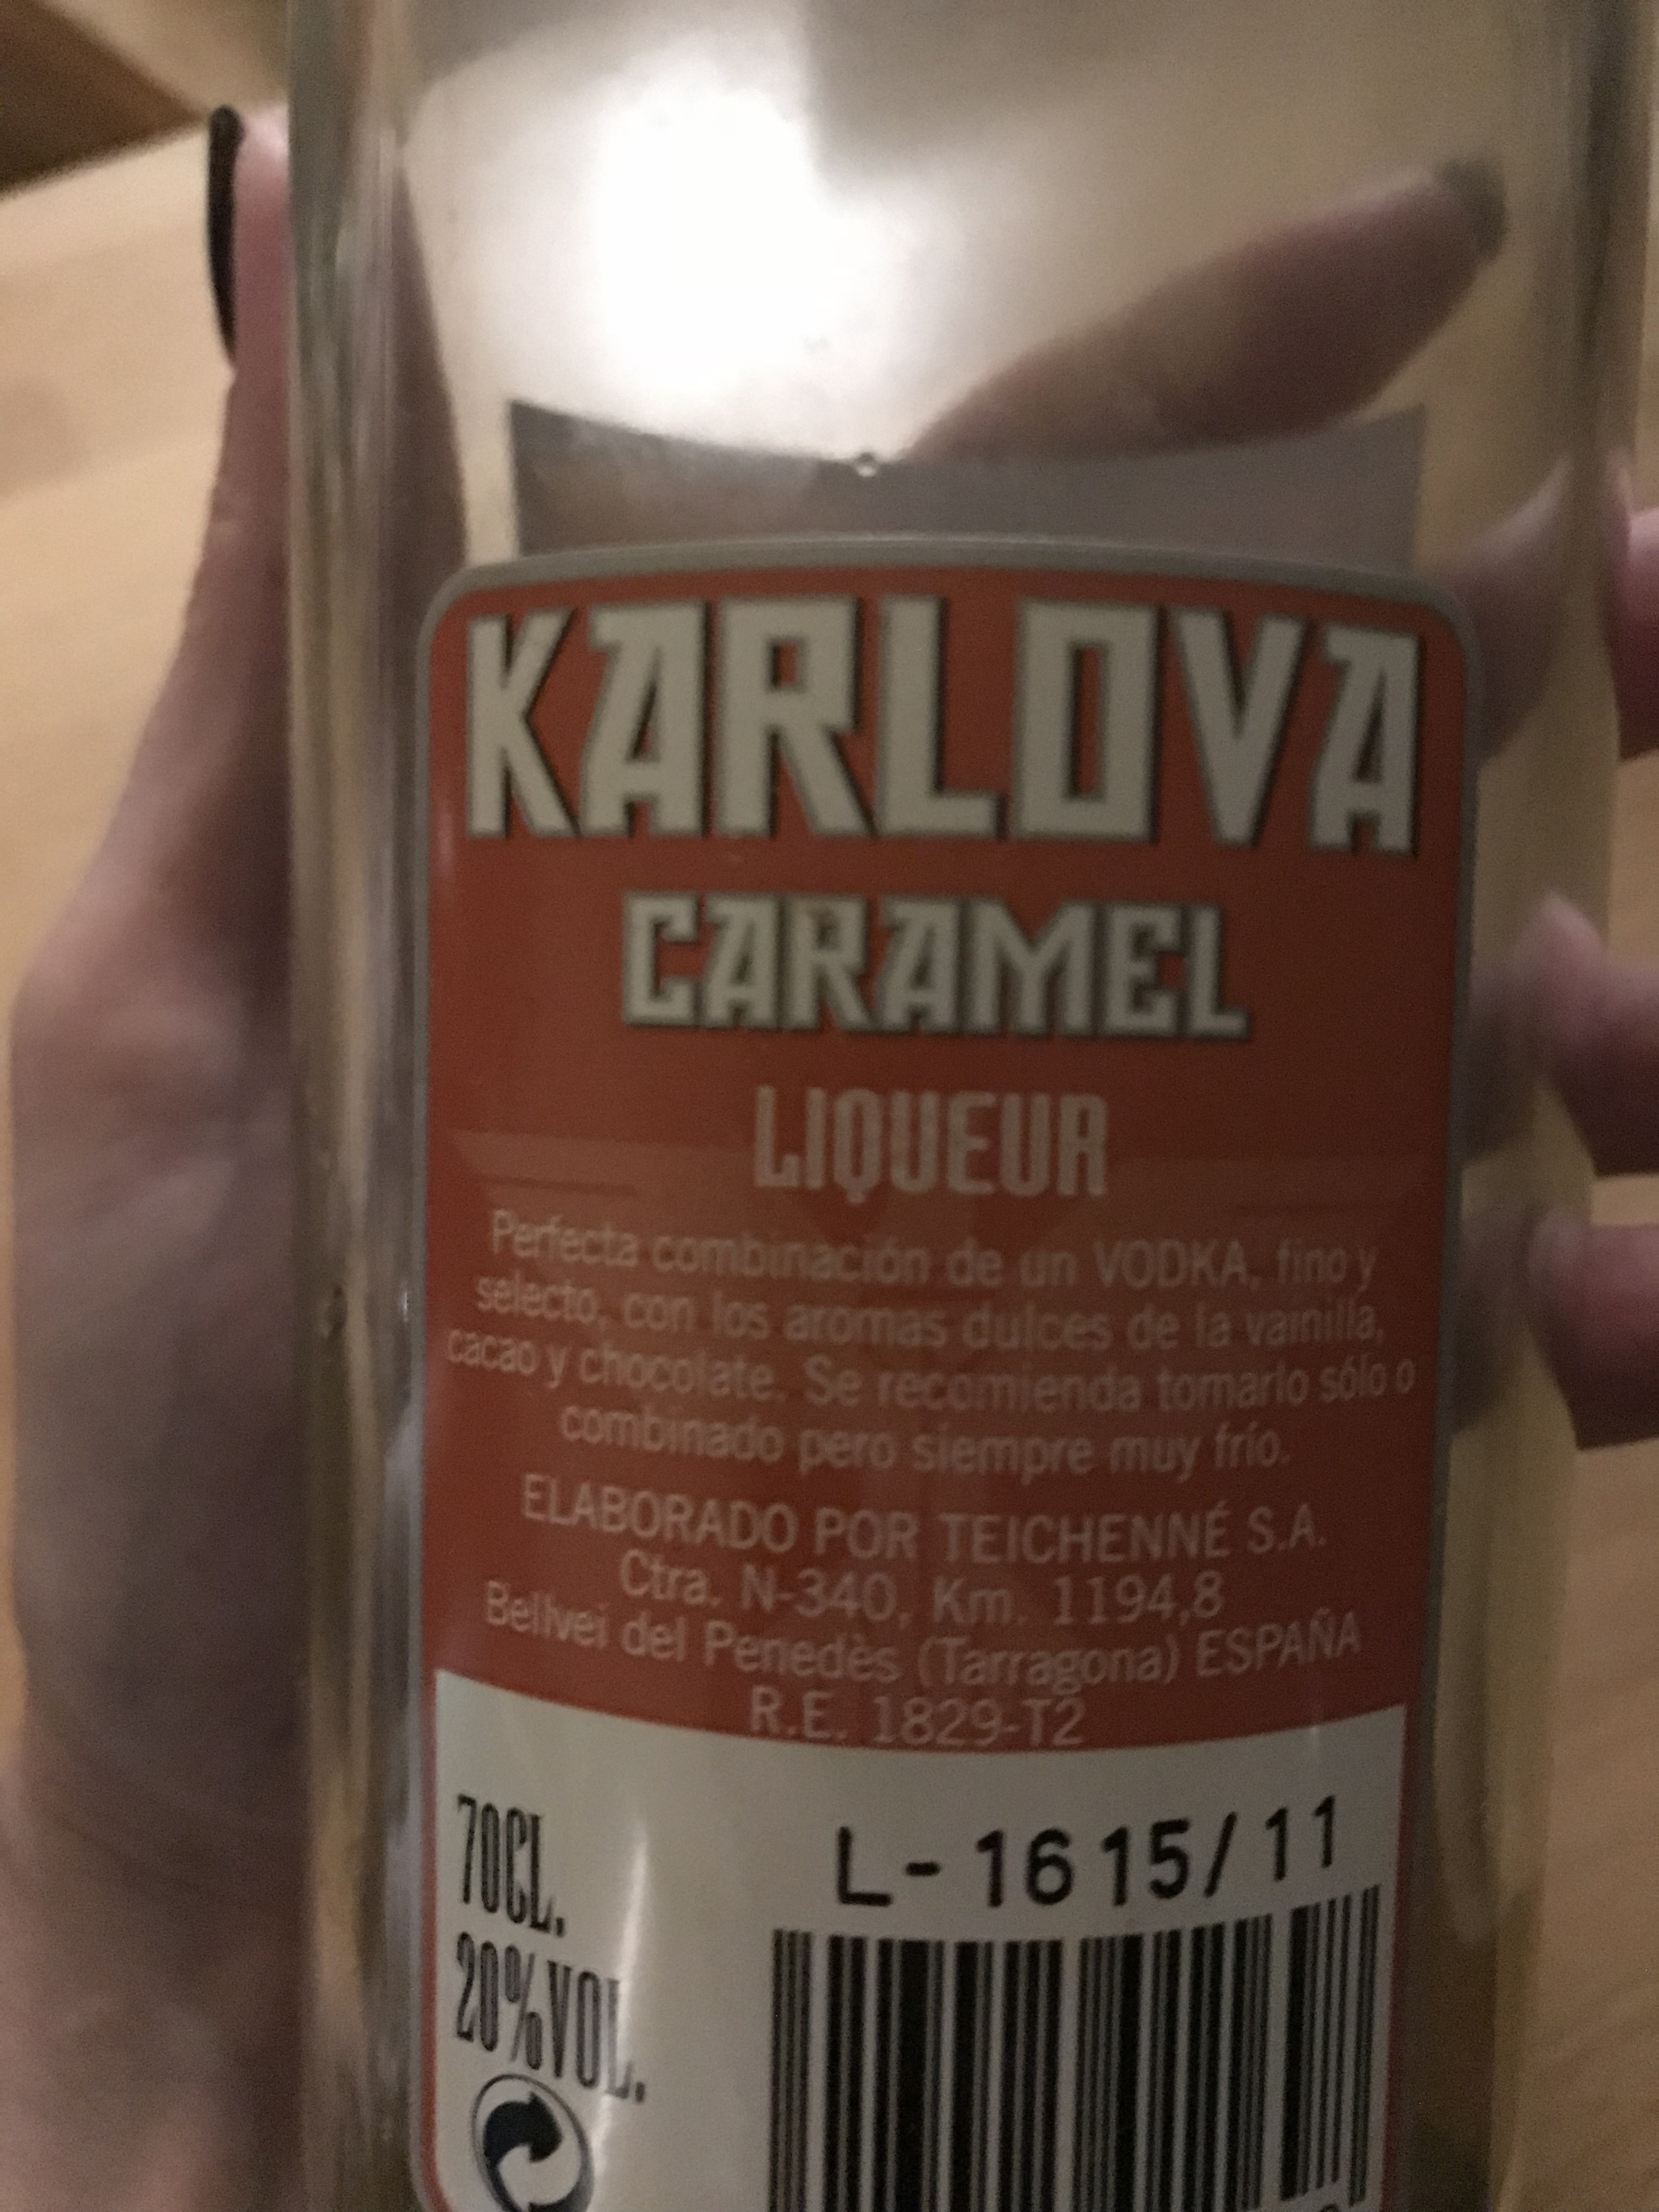 KARLOVA
CARAMEL
LIQUEUR
Perfecta combinación de un VODKA, fino y
selecto, con los aromas dulces de la vainilla,
cacao y chocolate. Se recomienda tomarlo sólo o
combinado pero siempre muy frío.
ELABORADO POR TEICHENNÉ S.A.
Ctra. N-340, Km. 1194,8
Bellvei del Penedès (Tarragona) ESPAÑA
R.E. 1829-T2
70CL.
20%VOL.
L-1615/11